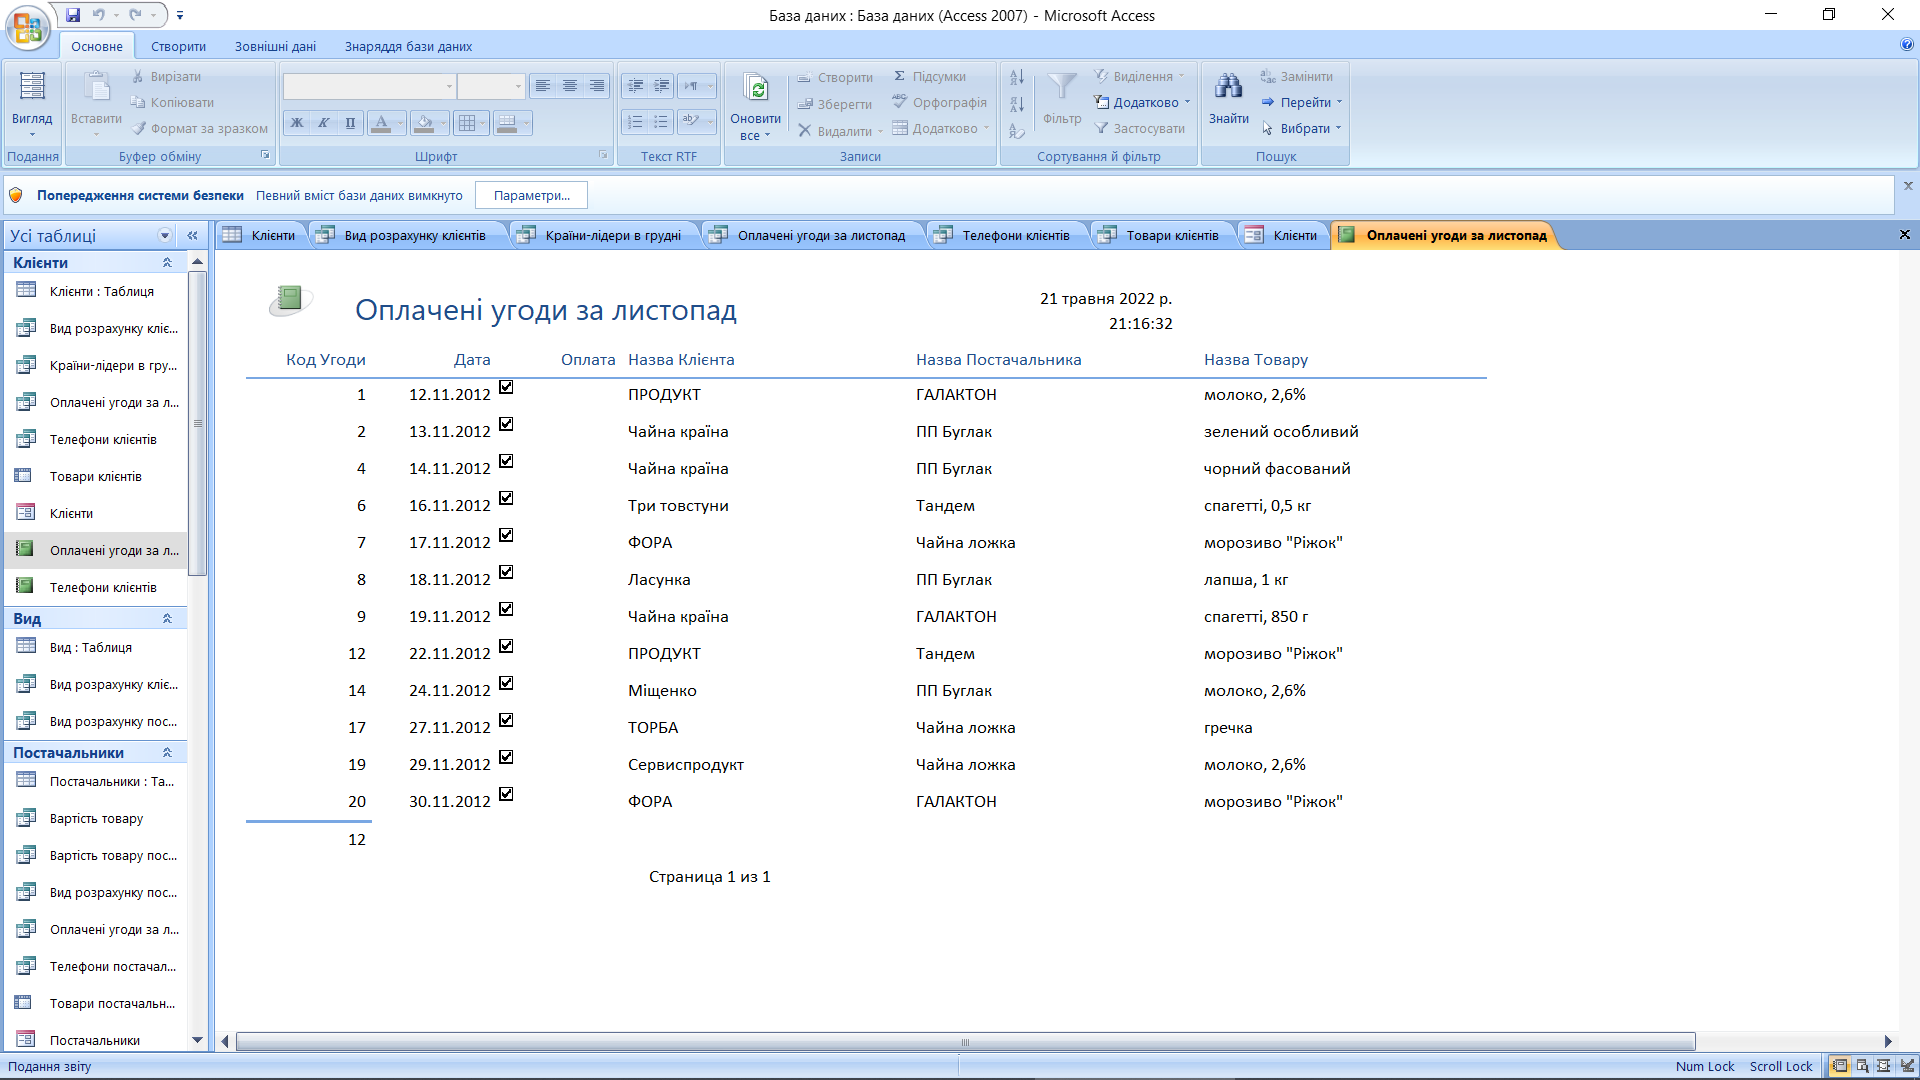 База даних : База даних (Access 2007) - Microsoft Access
Основне Створити Зовнішні дані Знаряддя бази даних
Вигляд
Подання
Вставити
Вирізати
Копіювати
Формат за зразком
Буфер обміну
Ж К П
Шрифт
Текст RTF
Оновити все
Створити
Зберегти
Видалити
Підсумки
Орфографія
Додатково
Записи
Фільтр
Виділення
Додатково
Застосувати
Сортування й фільтр
Знайти
Замінити
Перейти
Вибрати
Пошук
Попередження системи безпеки Певний вміст бази даних вимкнуто Параметри...
Усі таблиці
Клієнти
Клієнти : Таблиця
Вид розрахунку кліє...
Країни-лідери в гру...
Оплачені угоди за л...
Телефони клієнтів
Товари клієнтів
Клієнти
Оплачені угоди за л...
Телефони клієнтів
Вид
Вид : Таблиця
Вид розрахунку кліє...
Вид розрахунку пос...
Постачальники
Постачальники : Та...
Вартість товару
Вартість товару пос...
Вид розрахунку пос...
Оплачені угоди за л...
Телефони постачал...
Товари постачальн...
Постачальники
Клієнти Вид розрахунку клієнтів Країни-лідери в грудні Оплачені угоди за листопад Телефони клієнтів Товари клієнтів Клієнти Оплачені угоди за листопад
Оплачені угоди за листопад
21 травня 2022 р.
21:16:32
Код Угоди Дата Оплата Назва Клієнта Назва Постачальника Назва Товару
1 12.11.2012 ПРОДУКТ ГАЛАКТОН молоко, 2,6%
2 13.11.2012 Чайна країна ПП Буглак зелений особливий
4 14.11.2012 Чайна країна ПП Буглак чорний фасований
6 16.11.2012 Три товстуни Тандем спагетті, 0,5 кг
7 17.11.2012 ФОРА Чайна ложка морозиво "Ріжок"
8 18.11.2012 Ласунка ПП Буглак лапша, 1 кг
9 19.11.2012 Чайна країна ГАЛАКТОН спагетті, 850 г
12 22.11.2012 ПРОДУКТ Тандем морозиво "Ріжок"
14 24.11.2012 Міщенко ПП Буглак молоко, 2,6%
17 27.11.2012 ТОРБА Чайна ложка гречка
19 29.11.2012 Сервиспродукт Чайна ложка молоко, 2,6%
20 30.11.2012 ФОРА ГАЛАКТОН морозиво "Ріжок"
12
Страница 1 из 1
Подання звіту
Num Lock Scroll Lock